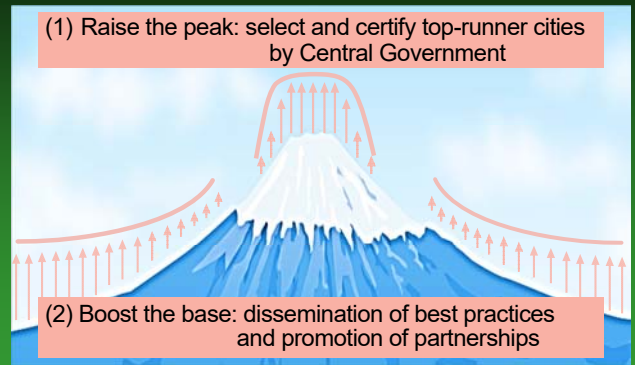 (1) Raise the peak: select and certify top-runner cities
by Central Government
(2) Boost the base: dissemination of best practices
and promotion of partnerships